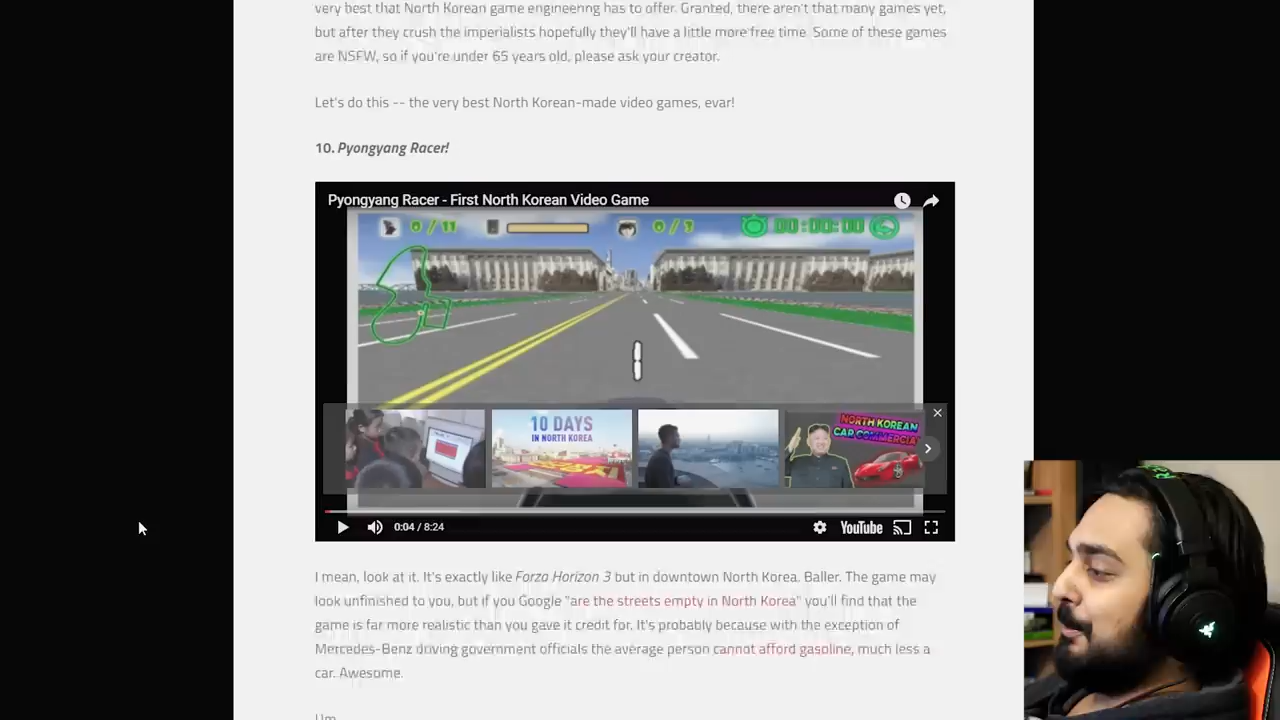 very best that North Korean game engineering has to offer. Granted, there aren't that many games yet,
but after they crush the imperialists hopefully they'll have a little more free time. Some of these games
are NSFW, so if you're under 65 years old, please ask your creator.
Let's do this -- the very best North Korean-made video games, evar!
10. Pyongyang Racer!
Pyongyang Racer - First North Korean Video Game
0/11
0/3
00:00:00
1
10 DAYS
IN NORTH KOREA
NORTH KOREAN
CAR COMMERCIAL
0:04 / 8:24
YouTube
I mean, look at it. It's exactly like Forza Horizon 3 but in downtown North Korea. Baller. The game may
look unfinished to you, but if you Google "are the streets empty in North Korea" you'll find that the
game is far more realistic than you gave it credit for. It's probably because with the exception of
Mercedes-Benz driving government officials the average person cannot afford gasoline, much less a
car. Awesome.
Um